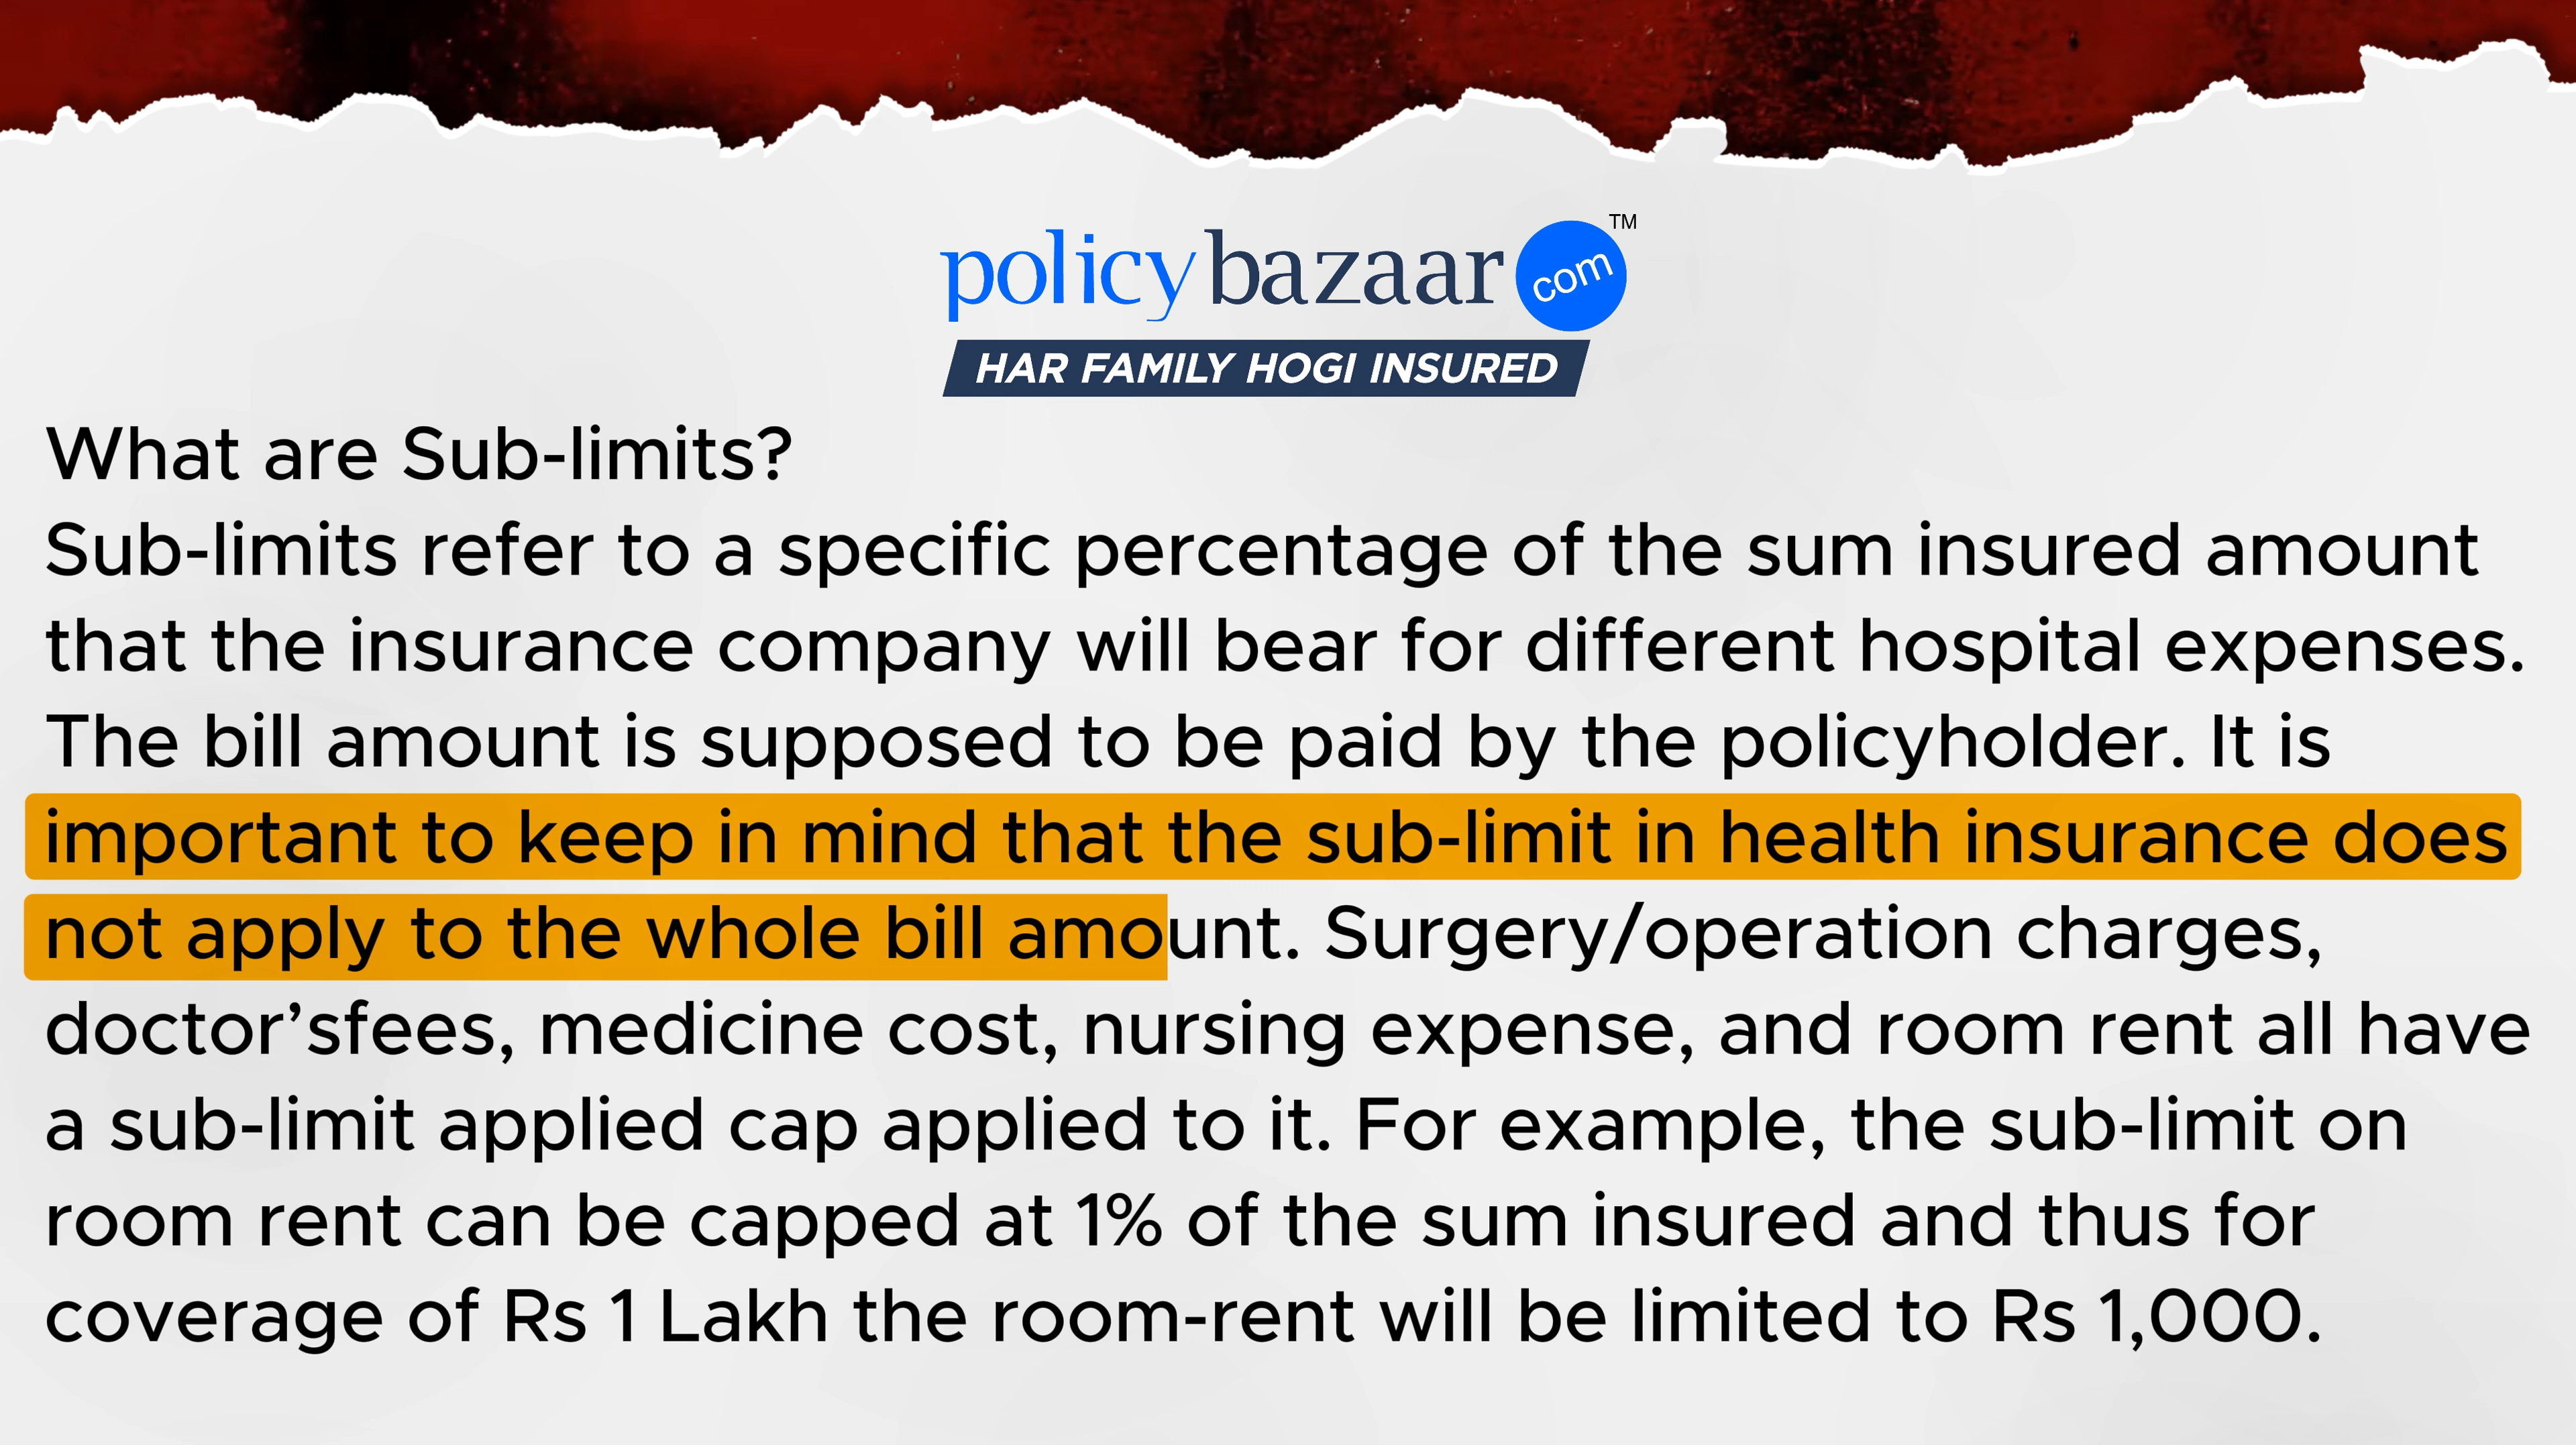 policybazaar com TM
HAR FAMILY HOGI INSURED
What are Sub-limits?
Sub-limits refer to a specific percentage of the sum insured amount
that the insurance company will bear for different hospital expenses.
The bill amount is supposed to be paid by the policyholder. It is
important to keep in mind that the sub-limit in health insurance does
not apply to the whole bill amount. Surgery/operation charges,
doctor’sfees, medicine cost, nursing expense, and room rent all have
a sub-limit applied cap applied to it. For example, the sub-limit on
room rent can be capped at 1% of the sum insured and thus for
coverage of Rs 1 Lakh the room-rent will be limited to Rs 1,000.